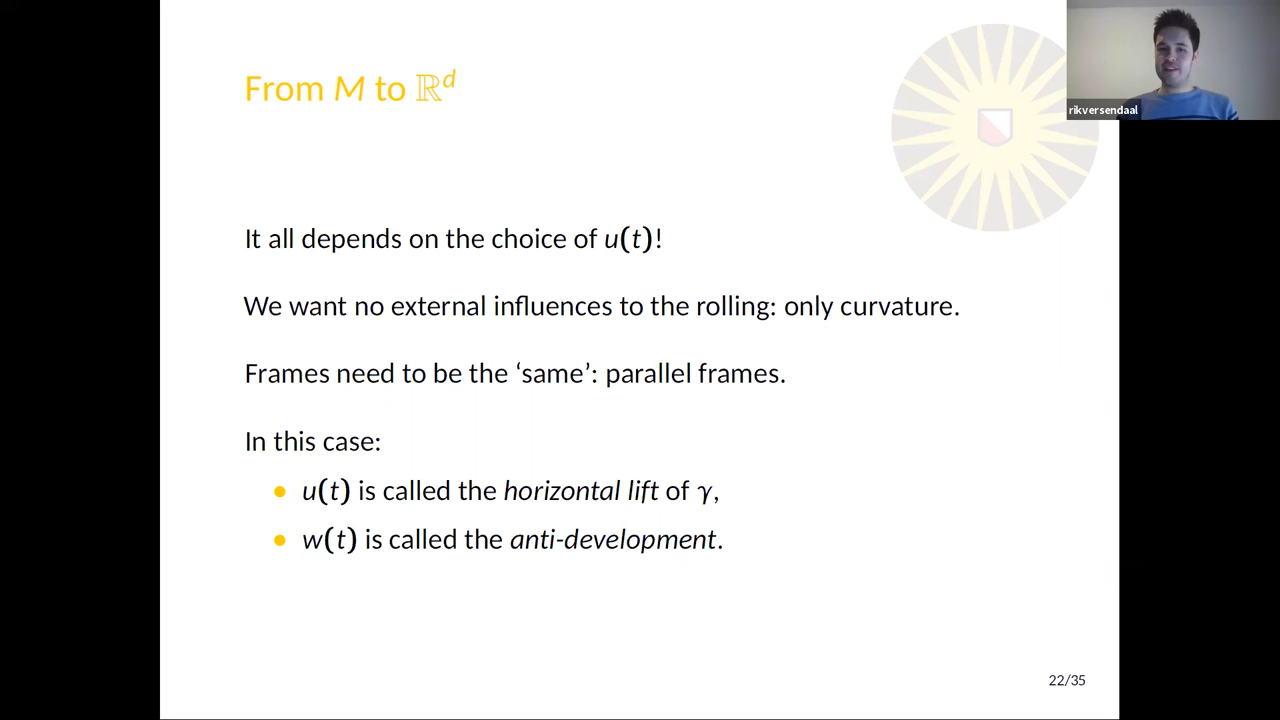 From M to ℝᵈ
rikversendaal
It all depends on the choice of u(t)!
We want no external influences to the rolling: only curvature.
Frames need to be the ‘same’: parallel frames.
In this case:
• u(t) is called the horizontal lift of γ,
• w(t) is called the anti-development.
22/35